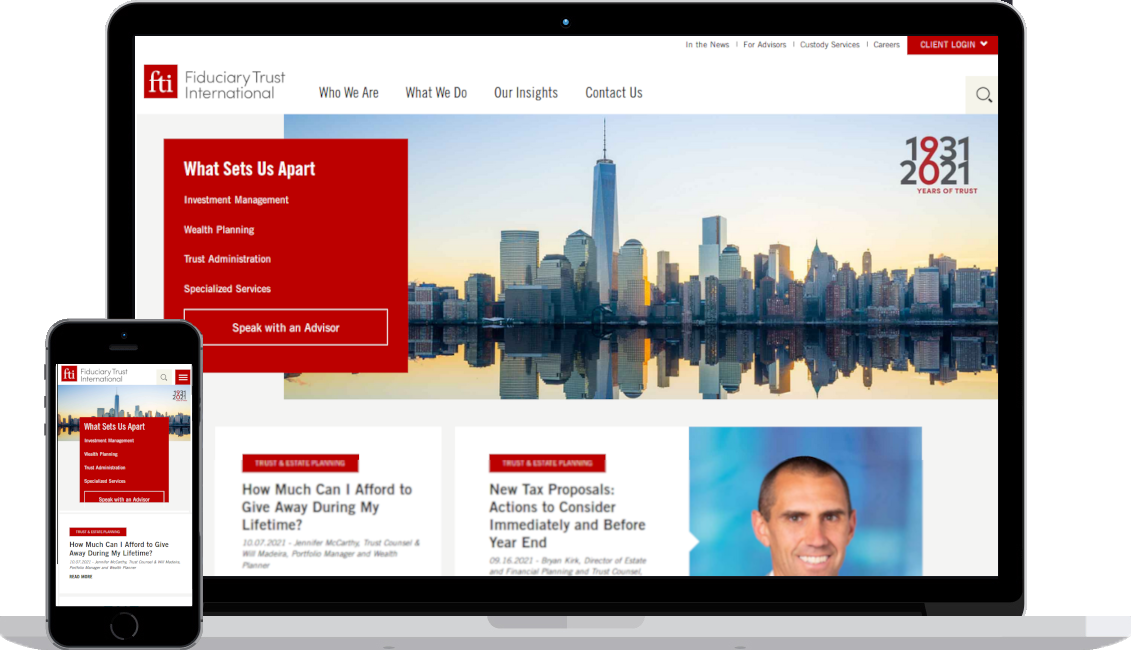 In the News | For Advisors | Custody Services | Careers CLIENT LOGIN
fti Fiduciary Trust
International
Who We Are What We Do Our Insights Contact Us
What Sets Us Apart
Investment Management
Wealth Planning
Trust Administration
Specialized Services
Speak with an Advisor
1931
2021
YEARS OF TRUST
TRUST & ESTATE PLANNING
How Much Can I Afford to
Give Away During My
Lifetime?
10.07.2021 - Jennifer McCarthy, Trust Counsel &
Will Madeira, Portfolio Manager and Wealth
Planner
TRUST & ESTATE PLANNING
New Tax Proposals:
Actions to Consider
Immediately and Before
Year End
09.16.2021 - Bryan Kirk, Director of Estate
and Financial Planning and Trust Counsel,
fti Fiduciary Trust
International
1931
2021
What Sets Us Apart
Investment Management
Wealth Planning
Trust Administration
Specialized Services
Speak with an Advisor
TRUST & ESTATE PLANNING
How Much Can I Afford to Give
Away During My Lifetime?
10.07.2021 - Jennifer McCarthy, Trust Counsel & Will Madeira,
Portfolio Manager and Wealth Planner
READ MORE